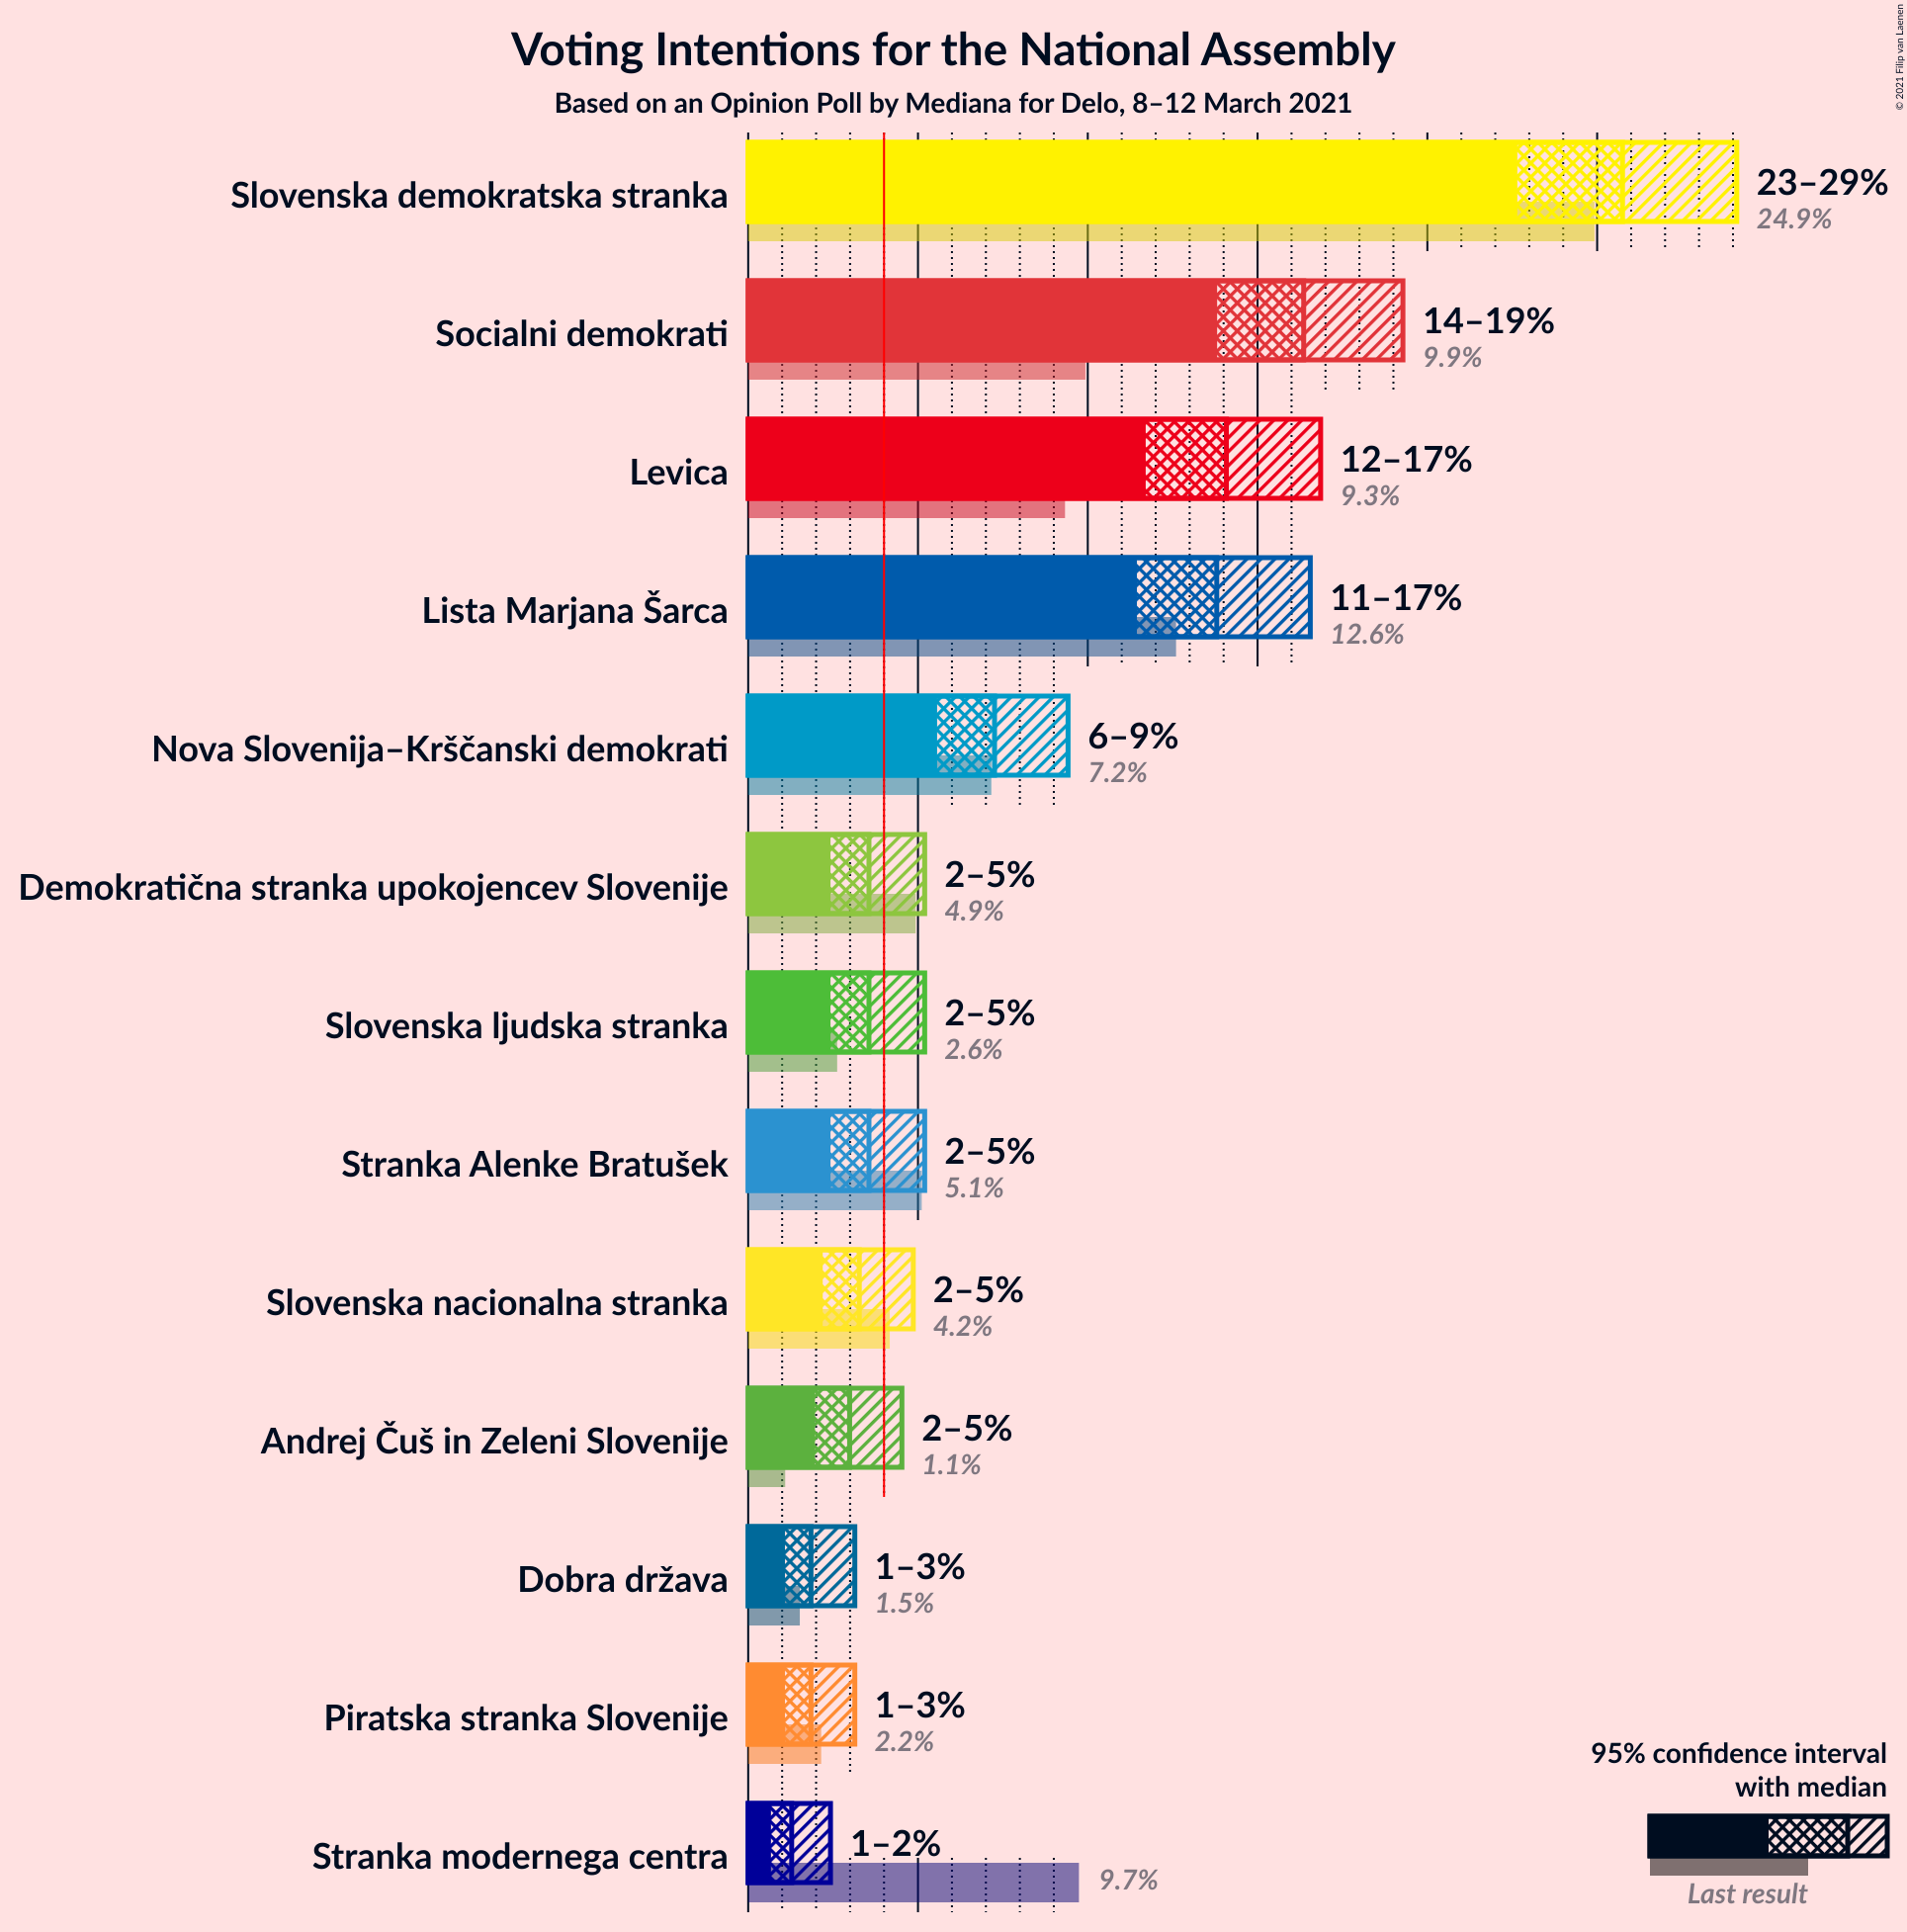 Voting Intentions for the National Assembly
Based on an Opinion Poll by Mediana for Delo, 8–12 March 2021
© 2021 Filip van Laenen
Slovenska demokratska stranka
23–29%
24.9%
Socialni demokrati
14–19%
9.9%
Levica
12–17%
9.3%
Lista Marjana Šarca
11–17%
12.6%
Nova Slovenija–Krščanski demokrati
6–9%
7.2%
Demokratična stranka upokojencev Slovenije
2–5%
4.9%
Slovenska ljudska stranka
2–5%
2.6%
Stranka Alenke Bratušek
2–5%
5.1%
Slovenska nacionalna stranka
2–5%
4.2%
Andrej Čuš in Zeleni Slovenije
2–5%
1.1%
Dobra država
1–3%
1.5%
Piratska stranka Slovenije
1–3%
2.2%
Stranka modernega centra
1–2%
9.7%
95% confidence interval
with median
Last result